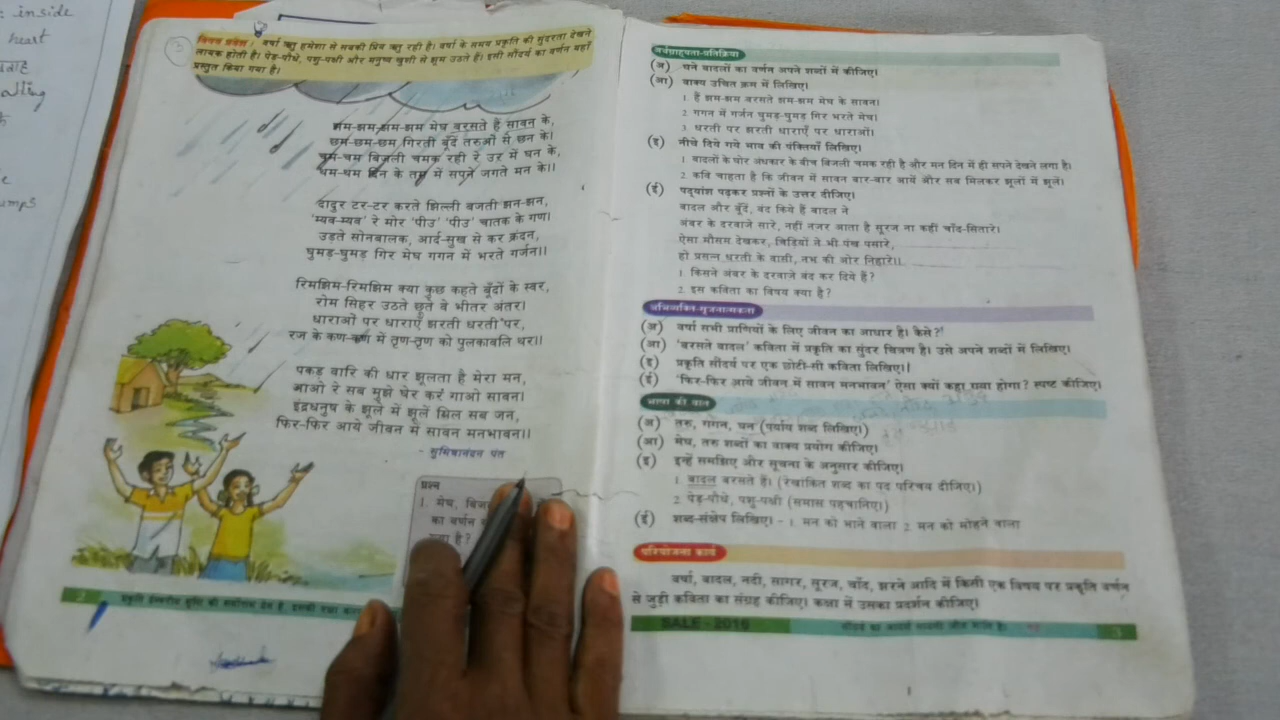 : inside
heart
alting
umps
3
विषय प्रवेश : वर्षा ऋतु हमेशा से सबकी प्रिय ऋतु रही है। वर्षा के समय प्रकृति की सुंदरता देखने
लायक होती है। पेड़-पौधे, पशु-पक्षी और मनुष्य खुशी से झूम उठते हैं। इसी सौंदर्य का वर्णन यहाँ
प्रस्तुत किया गया है।
झम-झम-झम-झम मेघ बरसते हैं सावन के,
छम-छम-छम गिरती बूँदें तरुओं से छन के।
चम-चम बिजली चमक रही रे उर में घन के,
थम-थम दिन के तम में सपने जगते मन के।।
दादुर टर-टर करते झिल्ली बजती झन-झन,
'म्यव-म्यव' रे मोर 'पीउ' 'पीउ' चातक के गण।
उड़ते सोनबालक, आर्द-सुख से कर क्रंदन,
घुमड़-घुमड़ गिर मेघ गगन में भरते गर्जन।।
रिमझिम-रिमझिम क्या कुछ कहते बूँदों के स्वर,
रोम सिहर उठते छूते वे भीतर अंतर।
धाराओं पर धाराएँ झरती धरती पर,
रज के कण-कण में तृण-तृण को पुलकावलि थर।।
पकड़ वारि की धार झूलता है मेरा मन,
आओ रे सब मुझे घेर कर गाओ सावन।
इंद्रधनुष के झूले में झूलें मिल सब जन,
फिर-फिर आये जीवन में सावन मनभावन।।
- सुमित्रानंदन पंत
प्रश्न
1. मेघ, बिज
का वर्णन
गया है?
2
अर्थग्राह्यता-प्रतिक्रिया
(अ) घने बादलों का वर्णन अपने शब्दों में कीजिए।
(आ) वाक्य उचित क्रम में लिखिए।
1. हैं झम-झम बरसते झम-झम मेघ के सावन।
2. गगन में गर्जन घुमड़-घुमड़ गिर भरते मेघ।
3. धरती पर झरती धाराएँ पर धाराओं।
(इ) नीचे दिये गये भाव की पंक्तियाँ लिखिए।
1. बादलों के घोर अंधकार के बीच बिजली चमक रही है और मन दिन में ही सपने देखने लगा है।
2. कवि चाहता है कि जीवन में सावन बार-बार आयें और सब मिलकर झूलों में झूलें।
(ई) पद्यांश पढ़कर प्रश्नों के उत्तर दीजिए।
बादल और बूँदें, बंद किये हैं बादल ने
अंबर के दरवाजे सारे, नहीं नजर आता है सूरज ना कहीं चाँद-सितारे।
ऐसा मौसम देखकर, चिड़ियों ने भी पंख पसारे,
हो प्रसन्न धरती के वासी, नभ की ओर निहारे।।
1. किसने अंबर के दरवाजे बंद कर दिये हैं?
2. इस कविता का विषय क्या है?
अभिव्यक्ति-सृजनात्मकता
(अ) वर्षा सभी प्राणियों के लिए जीवन का आधार है। कैसे?
(आ) 'बरसते बादल' कविता में प्रकृति का सुंदर चित्रण है। उसे अपने शब्दों में लिखिए।
(इ) प्रकृति सौंदर्य पर एक छोटी-सी कविता लिखिए।
(ई) 'फिर-फिर आये जीवन में सावन मनभावन' ऐसा क्यों कहा गया होगा? स्पष्ट कीजिए।
भाषा की बात
(अ) तरु, गगन, घन (पर्याय शब्द लिखिए।)
(आ) मेघ, तरु शब्दों का वाक्य प्रयोग कीजिए।
(इ) इन्हें समझिए और सूचना के अनुसार कीजिए।
1. बादल बरसते हैं। (रेखांकित शब्द का पद परिचय दीजिए।)
2. पेड़-पौधे, पशु-पक्षी (समास पहचानिए।)
(ई) शब्द-संक्षेप लिखिए। - 1. मन को भाने वाला 2. मन को मोहने वाला
परियोजना कार्य
वर्षा, बादल, नदी, सागर, सूरज, चाँद, झरने आदि में किसी एक विषय पर प्रकृति वर्णन
से जुड़ी कविता का संग्रह कीजिए। कक्षा में उसका प्रदर्शन कीजिए।
SALE - 2016
3